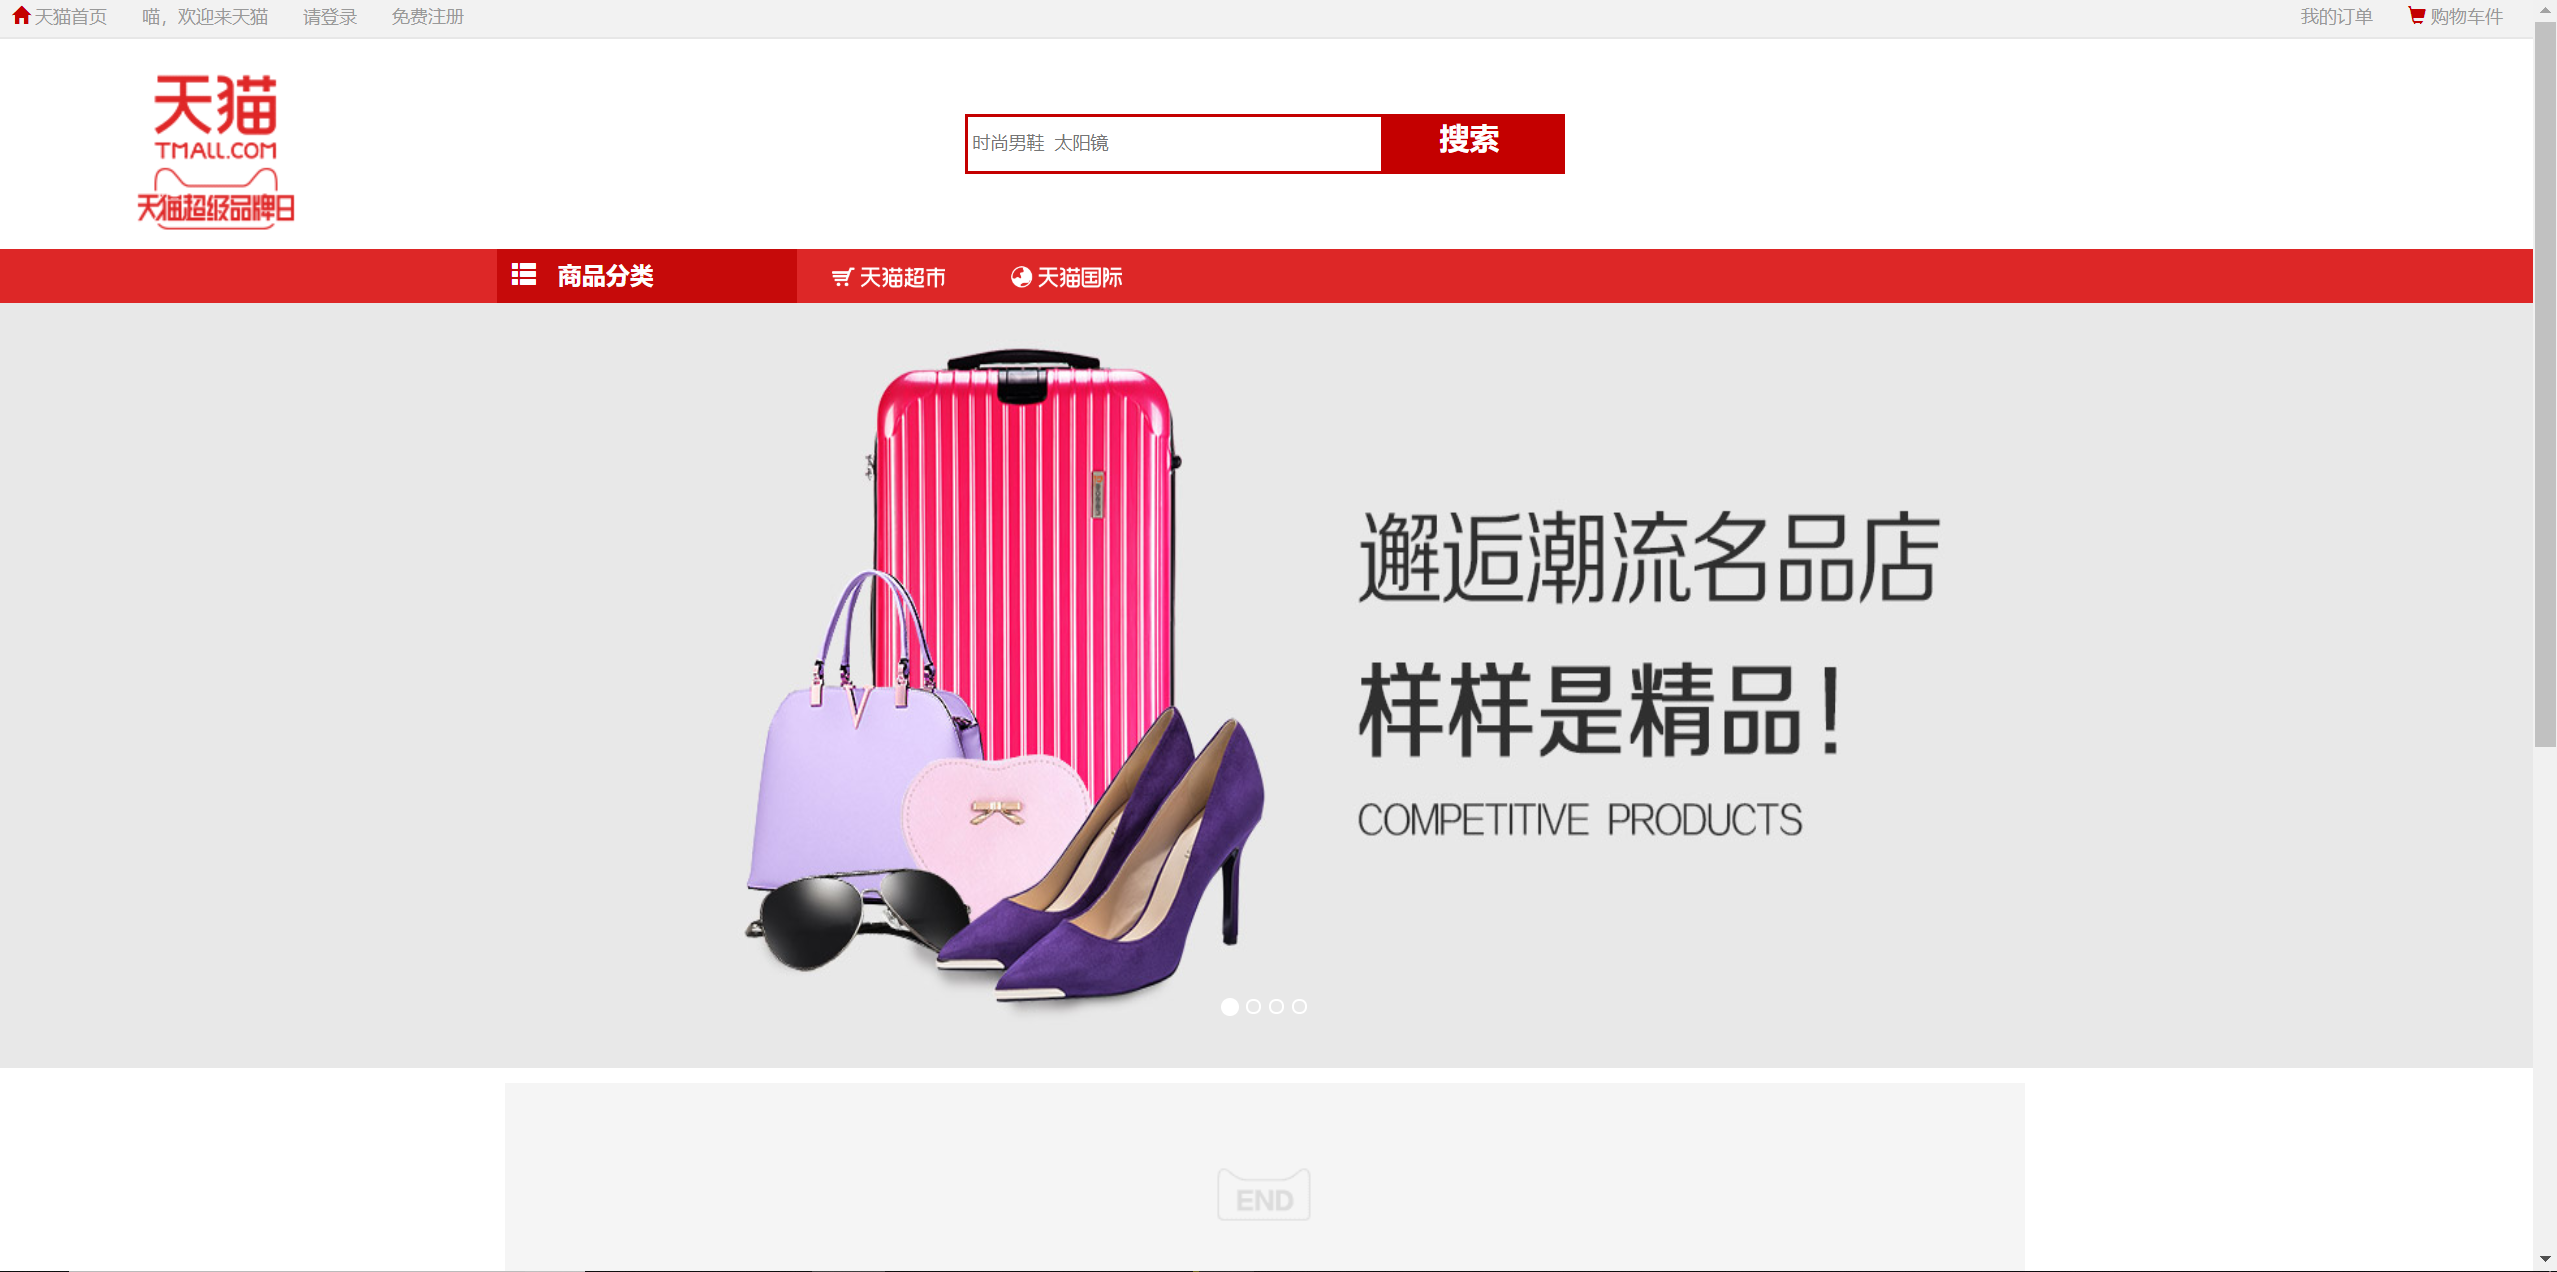 天猫首页 喵，欢迎来天猫 请登录 免费注册 我的订单 购物车件
天猫
TMALL.COM
天猫超级品牌日
时尚男鞋 太阳镜 搜索
商品分类 天猫超市 天猫国际
邂逅潮流名品店
样样是精品！
COMPETITIVE PRODUCTS
END